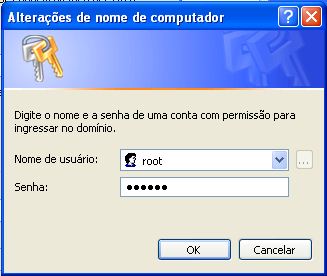 Alterações de nome de computador
Digite o nome e a senha de uma conta com permissão para
ingressar no domínio.
Nome de usuário: root
Senha: ●●●●●●
OK Cancelar